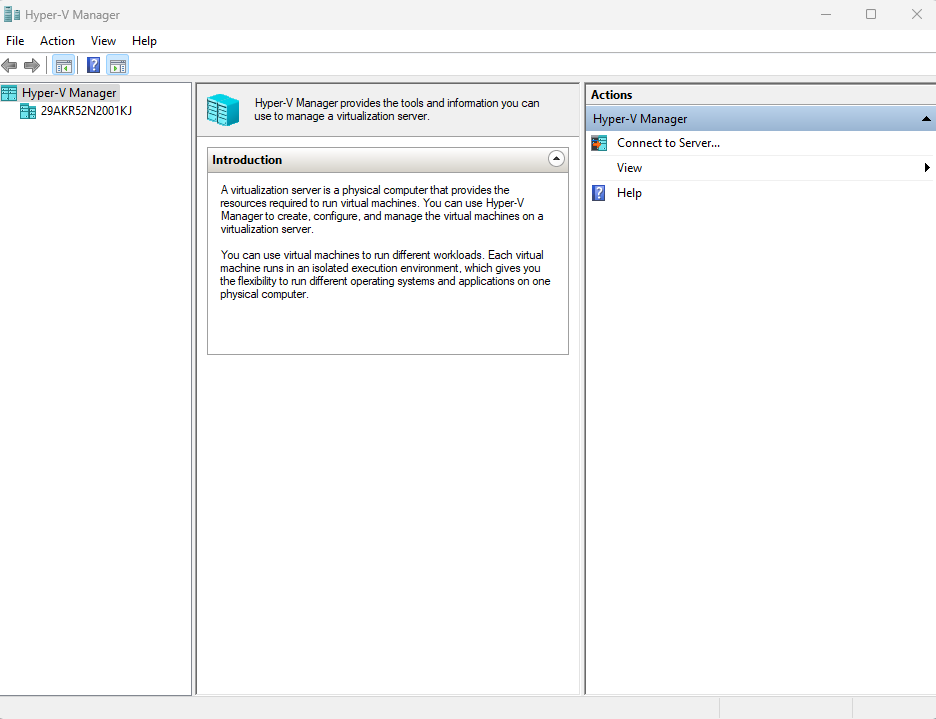 Hyper-V Manager
File Action View Help
Hyper-V Manager
29AKR52N2001KJ
Hyper-V Manager provides the tools and information you can
use to manage a virtualization server.
Introduction
A virtualization server is a physical computer that provides the
resources required to run virtual machines. You can use Hyper-V
Manager to create, configure, and manage the virtual machines on a
virtualization server.
You can use virtual machines to run different workloads. Each virtual
machine runs in an isolated execution environment, which gives you
the flexibility to run different operating systems and applications on one
physical computer.
Actions
Hyper-V Manager
Connect to Server...
View
Help